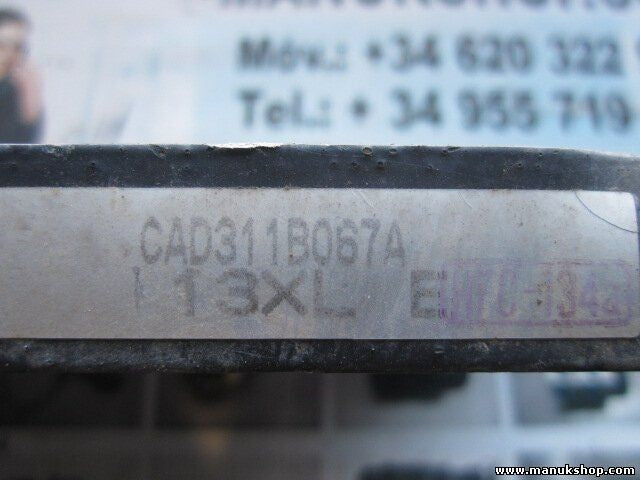 Móv.: +34 620 322
Tel.: + 34 955 719
CAD311B067A
13XL E
www.manukshop.com